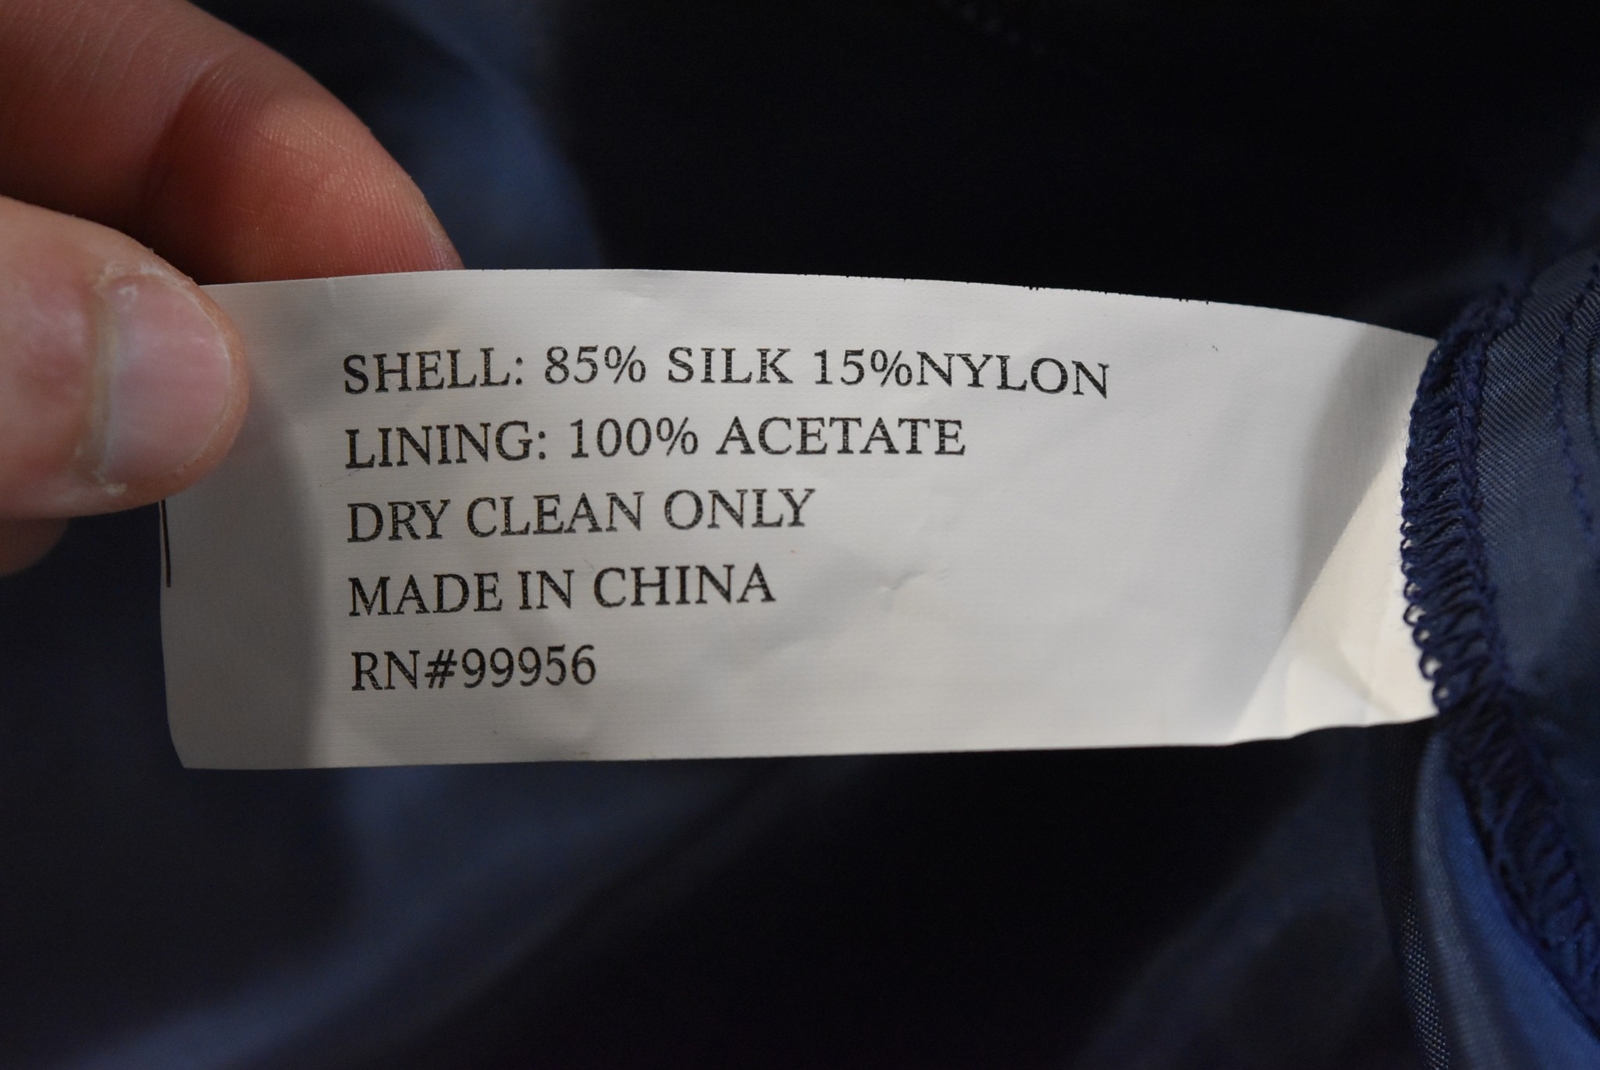 SHELL: 85% SILK 15%NYLON
LINING: 100% ACETATE
DRY CLEAN ONLY
MADE IN CHINA
RN#99956